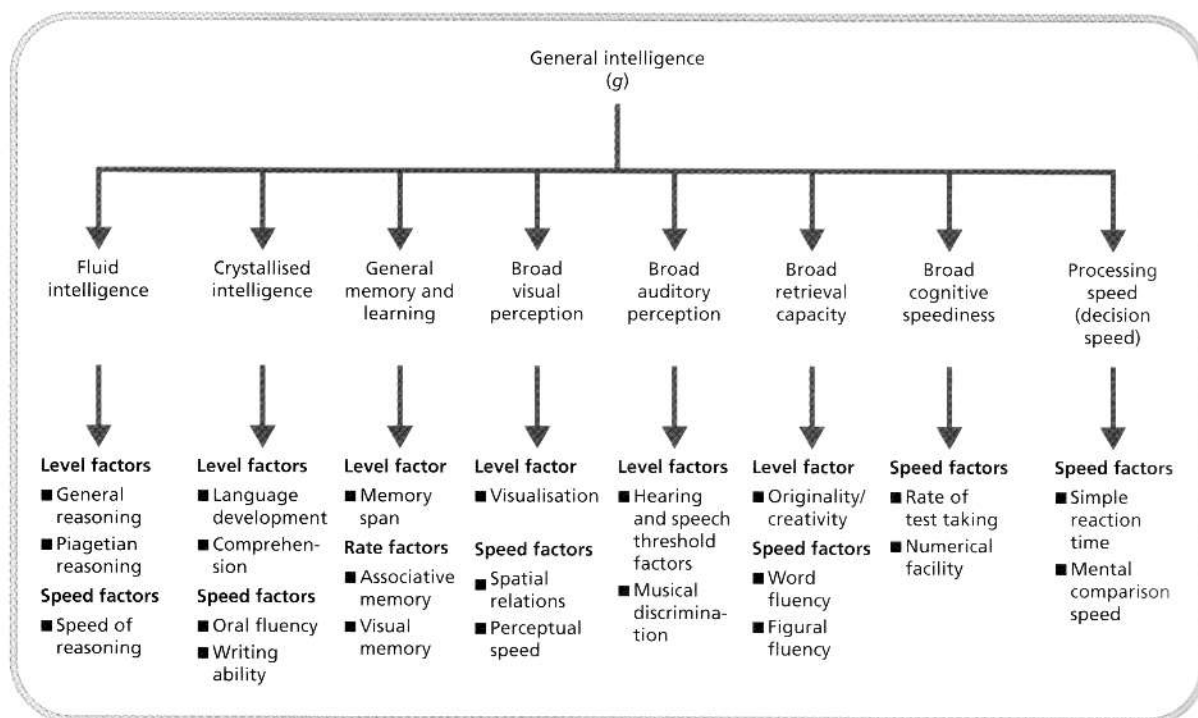 General intelligence
(g)
Fluid
intelligence
Crystallised
intelligence
General
memory and
learning
Broad
visual
perception
Broad
auditory
perception
Broad
retrieval
capacity
Broad
cognitive
speediness
Processing
speed
(decision
speed)
Level factors
■ General
reasoning
■ Piagetian
reasoning
Speed factors
■ Speed of
reasoning
Level factors
■ Language
development
■ Comprehen-
sion
Speed factors
■ Oral fluency
■ Writing
ability
Level factor
■ Memory
span
Rate factors
■ Associative
memory
■ Visual
memory
Level factor
■ Visualisation
Speed factors
■ Spatial
relations
■ Perceptual
speed
Level factors
■ Hearing
and speech
threshold
factors
■ Musical
discrimina-
tion
Level factor
■ Originality/
creativity
Speed factors
■ Word
fluency
■ Figural
fluency
Speed factors
■ Rate of
test taking
■ Numerical
facility
Speed factors
■ Simple
reaction
time
■ Mental
comparison
speed